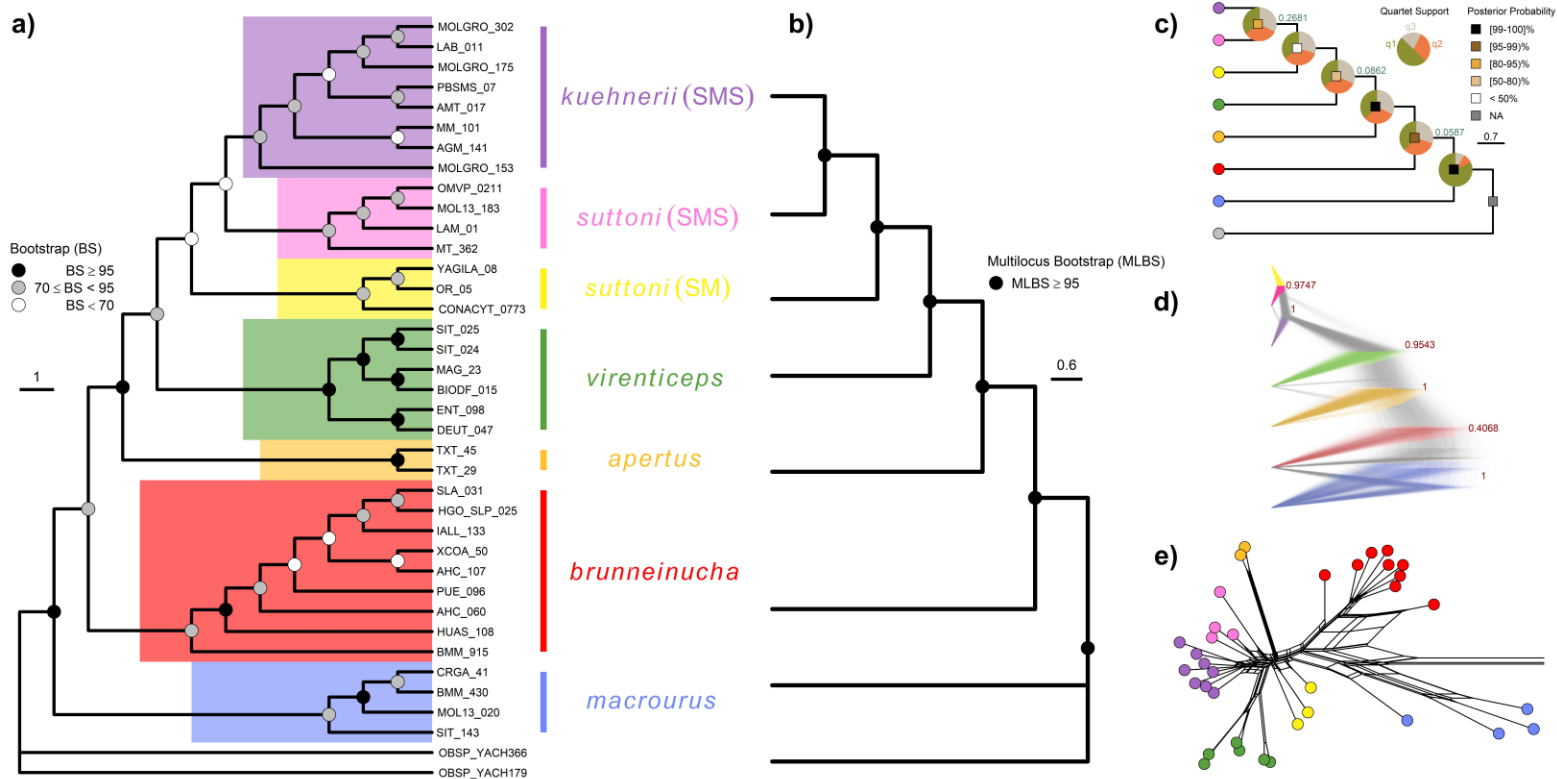 a)
MOLGRO_302
LAB_011
MOLGRO_175
PBSMS_07
AMT_017
MM_101
AGM_141
MOLGRO_153
OMVP_0211
MOL13_183
LAM_01
MT_362
YAGILA_08
OR_05
CONACYT_0773
SIT_025
SIT_024
MAG_23
BIODF_015
ENT_098
DEUT_047
TXT_45
TXT_29
SLA_031
HGO_SLP_025
IALL_133
XCOA_50
AHC_107
PUE_096
AHC_060
HUAS_108
BMM_915
CRGA_41
BMM_430
MOL13_020
SIT_143
OBSP_YACH366
OBSP_YACH179
Bootstrap (BS)
BS ≥ 95
70 ≤ BS < 95
BS < 70
1
kuehnerii (SMS)
suttoni (SMS)
suttoni (SM)
virenticeps
apertus
brunneinucha
macrourus
b)
Multilocus Bootstrap (MLBS)
MLBS ≥ 95
0.6
c)
0.2681
0.0862
0.0587
Quartet Support
q3
q1
q2
Posterior Probability
[99-100]%
[95-99)%
[80-95)%
[50-80)%
< 50%
NA
0.7
d)
0.9747
1
0.9543
1
0.4068
1
e)